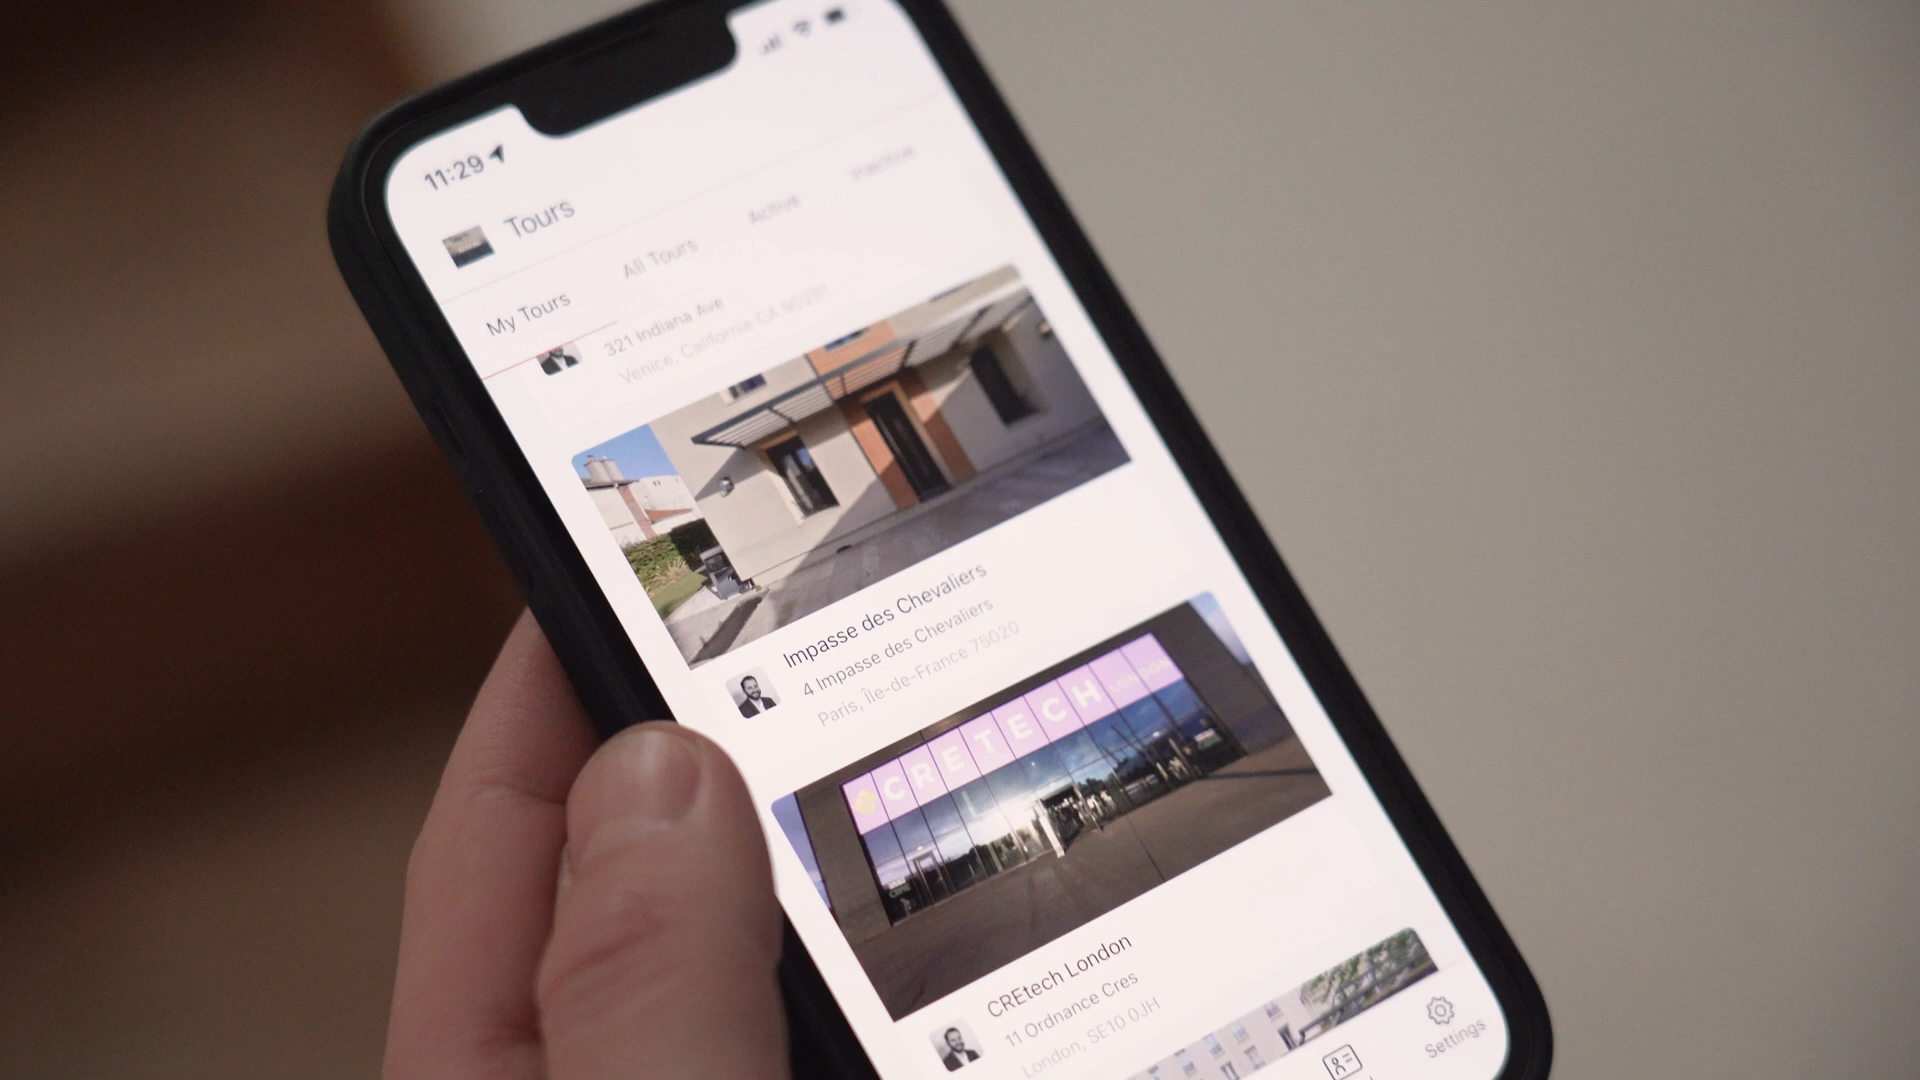 11:29
Tours
My Tours
All Tours
Active
Inactive
321 Indiana Ave
Venice, California CA 90291
Impasse des Chevaliers
4 Impasse des Chevaliers
Paris, Île-de-France 75020
CRETECH LONDON
CREtech London
11 Ordnance Cres
London, SE10 0JH
Settings